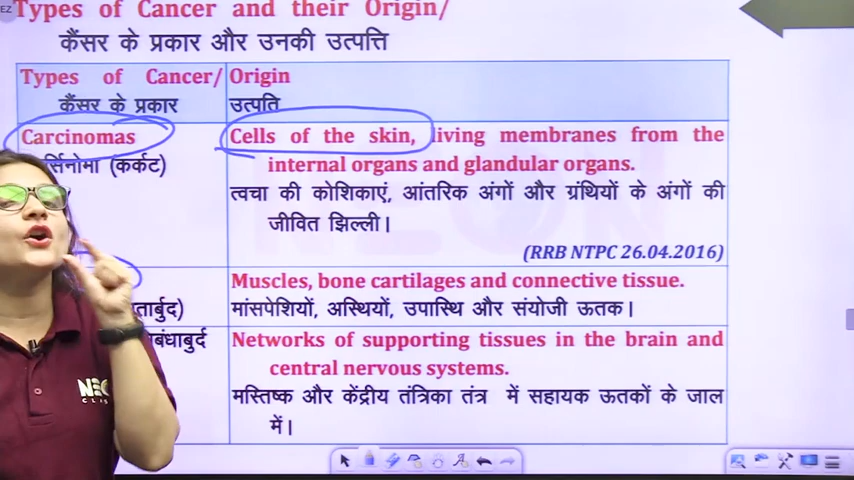 Types of Cancer and their Origin/
कैंसर के प्रकार और उनकी उत्पत्ति
Types of Cancer/
कैंसर के प्रकार
Origin
उत्पति
Carcinomas
र्सिनोमा (कर्कट)
Cells of the skin, living membranes from the
internal organs and glandular organs.
त्वचा की कोशिकाएं, आंतरिक अंगों और ग्रंथियों के अंगों की
जीवित झिल्ली।
(RRB NTPC 26.04.2016)
तार्बुद)
Muscles, bone cartilages and connective tissue.
मांसपेशियों, अस्थियों, उपास्थि और संयोजी ऊतक।
बंधाबुर्द
Networks of supporting tissues in the brain and
central nervous systems.
मस्तिष्क और केंद्रीय तंत्रिका तंत्र में सहायक ऊतकों के जाल
में।